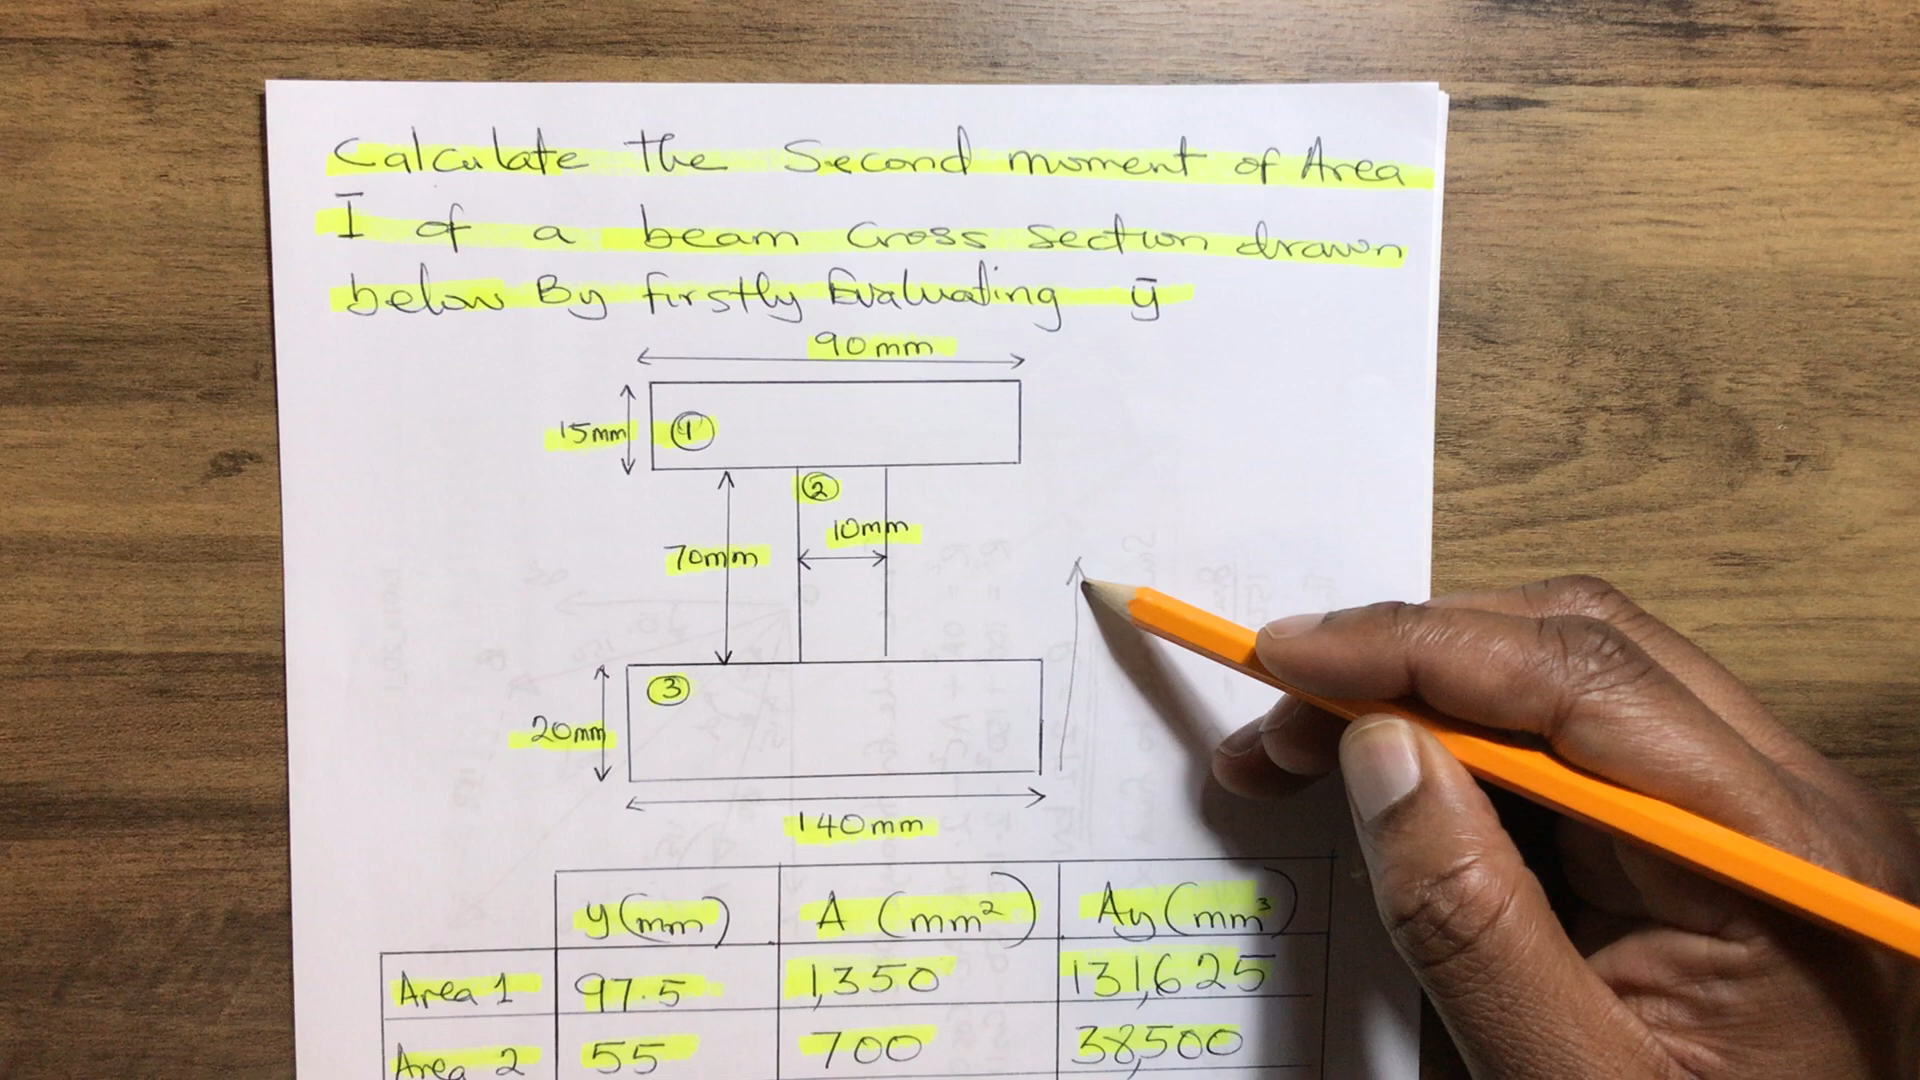 Calculate the Second moment of Area
Ī of a beam Cross section drawn
below By firstly Evaluating ȳ
90mm
15mm
1
2
10mm
70mm
3
20mm
140mm
y(mm) A (mm²) Ay(mm³)
Area 1 97.5 1,350 131,625
Area 2 55 700 38,500